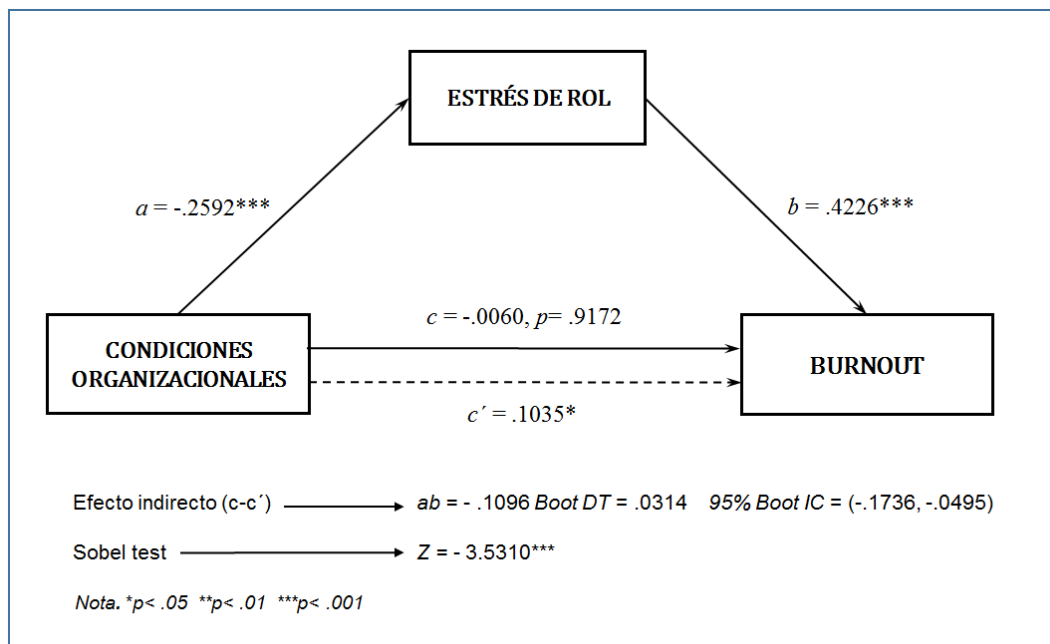 ESTRÉS DE ROL
a = -.2592***
b = .4226***
c = -.0060, p= .9172
CONDICIONES
ORGANIZACIONALES
BURNOUT
c´ = .1035*
Efecto indirecto (c-c´) ab = - .1096 Boot DT = .0314 95% Boot IC = (-.1736, -.0495)
Sobel test Z = - 3.5310***
Nota. *p< .05 **p< .01 ***p< .001